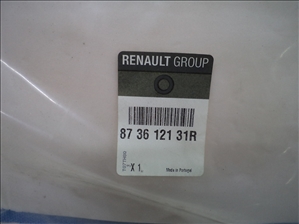 RENAULT GROUP
87 36 121 31R
X 1,
Made in Portugal